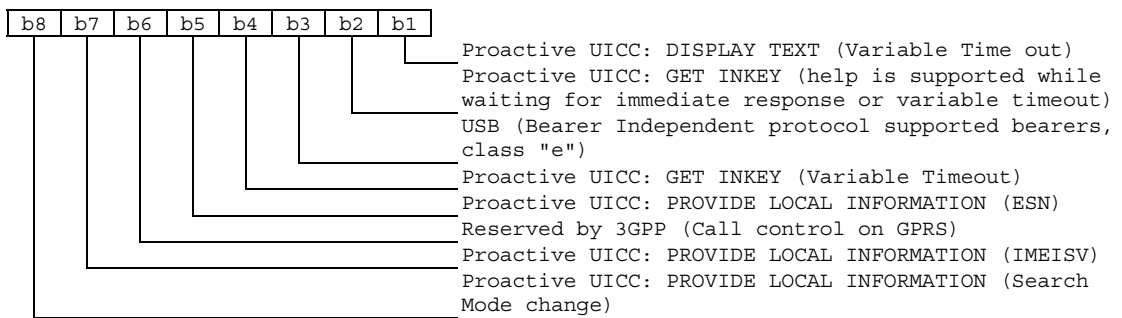 b8 b7 b6 b5 b4 b3 b2 b1
Proactive UICC: DISPLAY TEXT (Variable Time out)
Proactive UICC: GET INKEY (help is supported while
waiting for immediate response or variable timeout)
USB (Bearer Independent protocol supported bearers,
class "e")
Proactive UICC: GET INKEY (Variable Timeout)
Proactive UICC: PROVIDE LOCAL INFORMATION (ESN)
Reserved by 3GPP (Call control on GPRS)
Proactive UICC: PROVIDE LOCAL INFORMATION (IMEISV)
Proactive UICC: PROVIDE LOCAL INFORMATION (Search
Mode change)